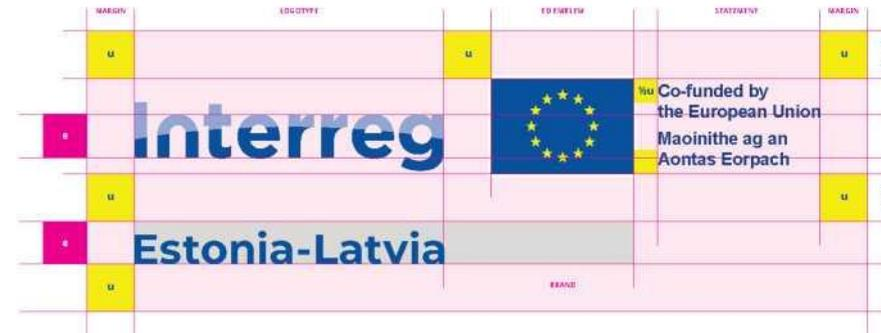 MARGIN LOGOTYPE EU EMBLEM STATEMENT MARGIN
u u u
Interreg
½u Co-funded by
the European Union
Maoinithe ag an
Aontas Eorpach
e
u u
e Estonia-Latvia
u
BRAND